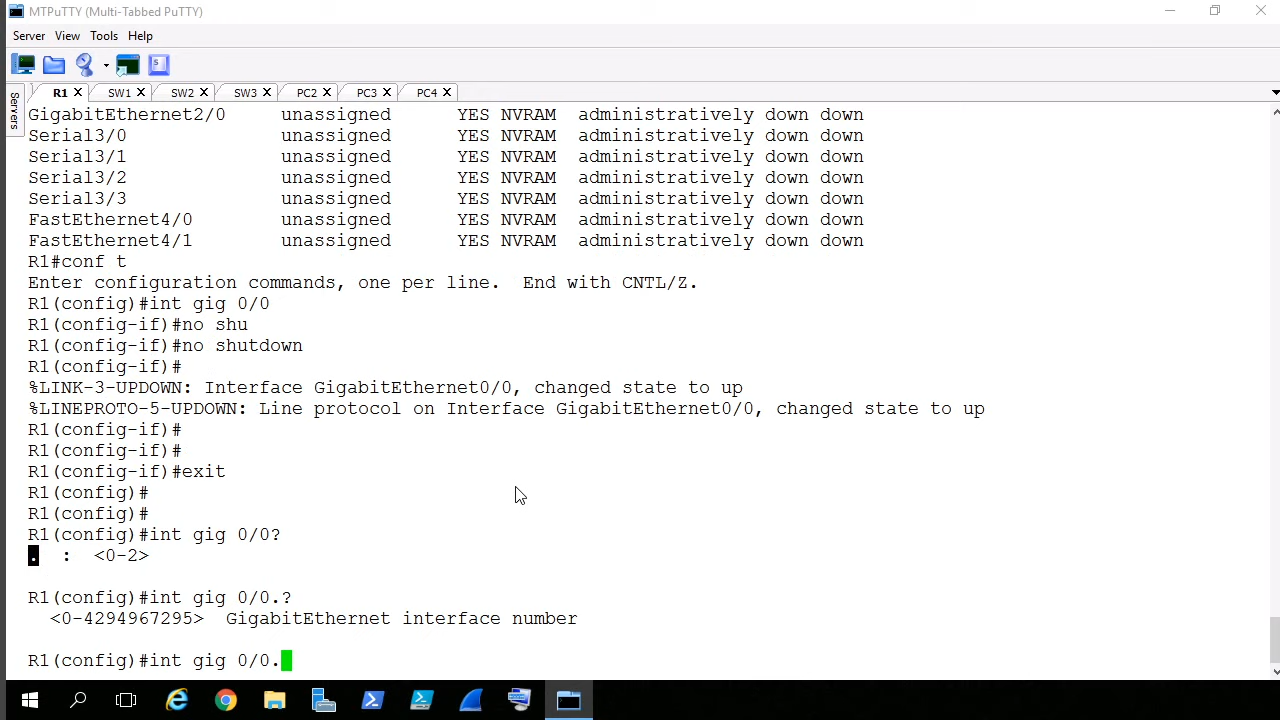 MTPuTTY (Multi-Tabbed PuTTY)
Server View Tools Help
R1 SW1 SW2 SW3 PC2 PC3 PC4
Servers
GigabitEthernet2/0 unassigned YES NVRAM administratively down down
Serial3/0 unassigned YES NVRAM administratively down down
Serial3/1 unassigned YES NVRAM administratively down down
Serial3/2 unassigned YES NVRAM administratively down down
Serial3/3 unassigned YES NVRAM administratively down down
FastEthernet4/0 unassigned YES NVRAM administratively down down
FastEthernet4/1 unassigned YES NVRAM administratively down down
R1#conf t
Enter configuration commands, one per line. End with CNTL/Z.
R1(config)#int gig 0/0
R1(config-if)#no shu
R1(config-if)#no shutdown
R1(config-if)#
%LINK-3-UPDOWN: Interface GigabitEthernet0/0, changed state to up
%LINEPROTO-5-UPDOWN: Line protocol on Interface GigabitEthernet0/0, changed state to up
R1(config-if)#
R1(config-if)#
R1(config-if)#exit
R1(config)#
R1(config)#
R1(config)#int gig 0/0?
. : <0-2>
R1(config)#int gig 0/0.?
<0-4294967295> GigabitEthernet interface number
R1(config)#int gig 0/0.